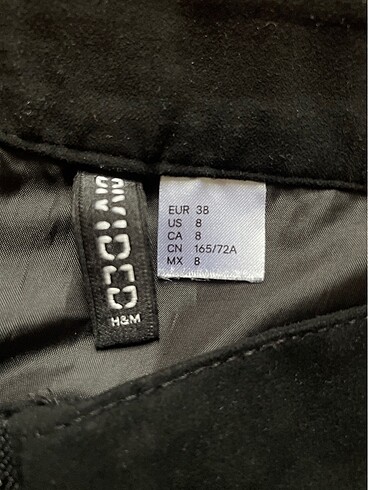 DIVIDED
H&M
EUR 38
US 8
CA 8
CN 165/72A
MX 8